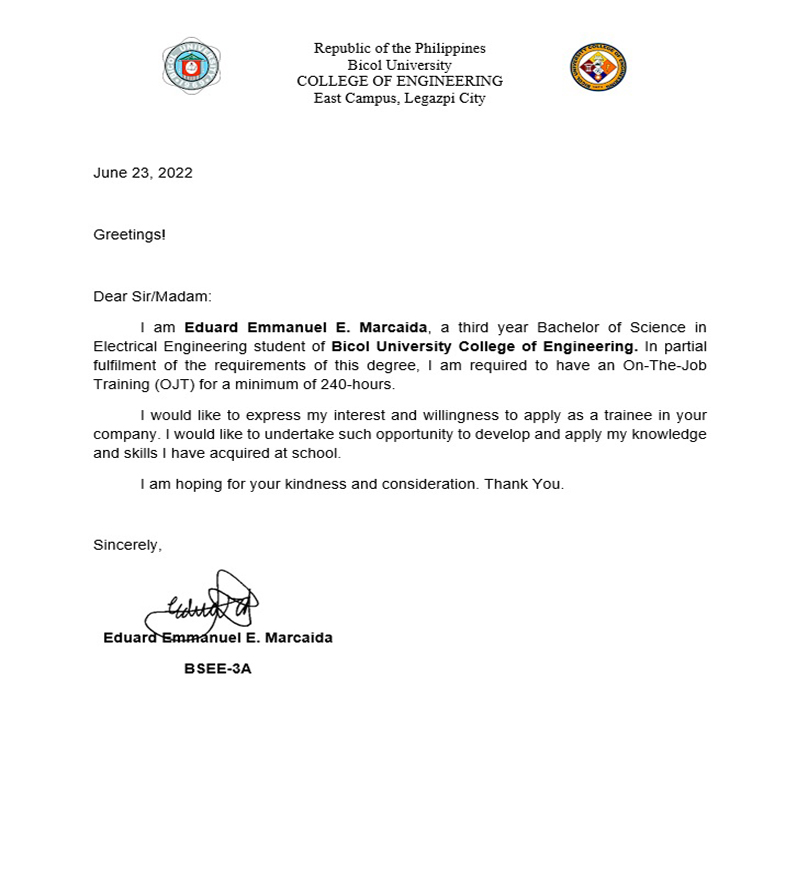 Republic of the Philippines
Bicol University
COLLEGE OF ENGINEERING
East Campus, Legazpi City
June 23, 2022
Greetings!
Dear Sir/Madam:
I am Eduard Emmanuel E. Marcaida, a third year Bachelor of Science in
Electrical Engineering student of Bicol University College of Engineering. In partial
fulfilment of the requirements of this degree, I am required to have an On-The-Job
Training (OJT) for a minimum of 240-hours.
I would like to express my interest and willingness to apply as a trainee in your
company. I would like to undertake such opportunity to develop and apply my knowledge
and skills I have acquired at school.
I am hoping for your kindness and consideration. Thank You.
Sincerely,
Eduard Emmanuel E. Marcaida
BSEE-3A